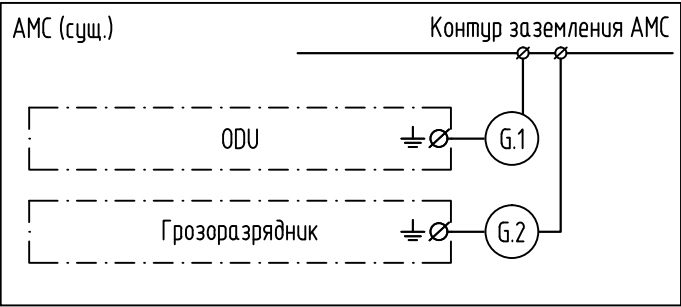 АМС (сущ.)
Контур заземления АМС
ODU
G.1
Грозоразрядник
G.2